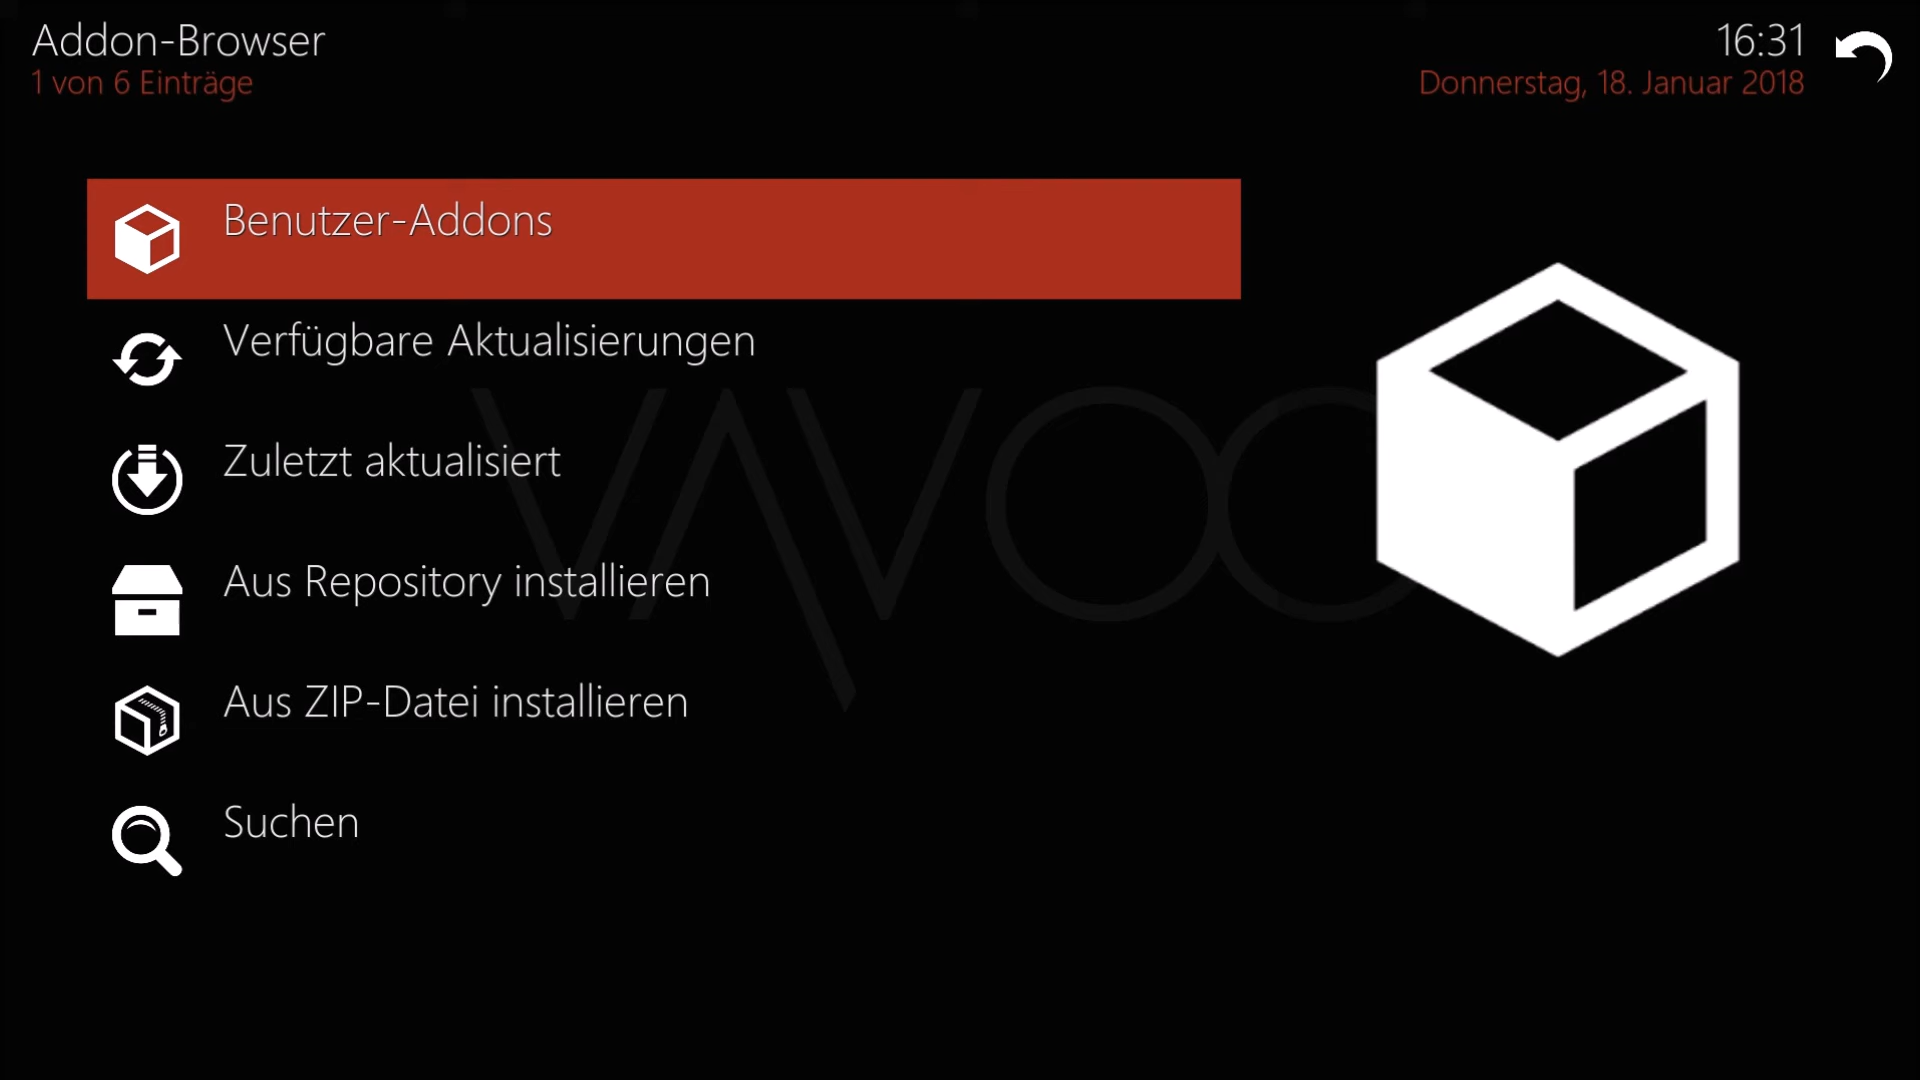 Addon-Browser
1 von 6 Einträge
16:31
Donnerstag, 18. Januar 2018
Benutzer-Addons
Verfügbare Aktualisierungen
Zuletzt aktualisiert
VAVOO
Aus Repository installieren
Aus ZIP-Datei installieren
Suchen